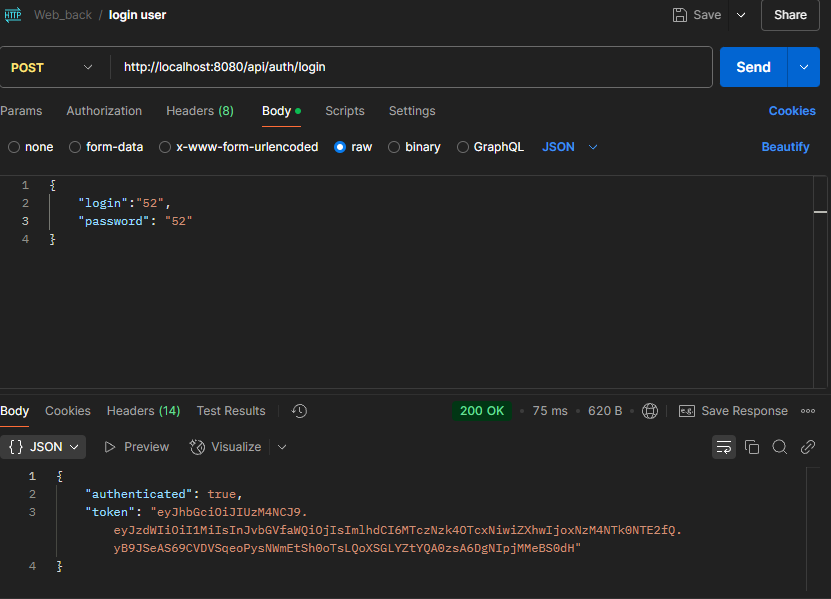 HTTP Web_back / login user Save Share
POST http://localhost:8080/api/auth/login Send
Params Authorization Headers (8) Body Scripts Settings Cookies
none form-data x-www-form-urlencoded raw binary GraphQL JSON Beautify
1 {
2 "login":"52",
3 "password": "52"
4 }
Body Cookies Headers (14) Test Results 200 OK 75 ms 620 B e.g. Save Response
{} JSON Preview Visualize
1 {
2 "authenticated": true,
3 "token": "eyJhbGciOiJIUzM4NCJ9.
eyJzdWIiOiI1MiIsInJvbGVfaWQiOjIsImlhdCI6MTczNzk4OTcxNiwiZXhwIjoxNzM4NTk0NTE2fQ.
yB9JSeAS69CVDVSqeoPysNWmEtSh0oTsLQoXSGLYZtYQA0zsA6DgNIpjMMeBS0dH"
4 }